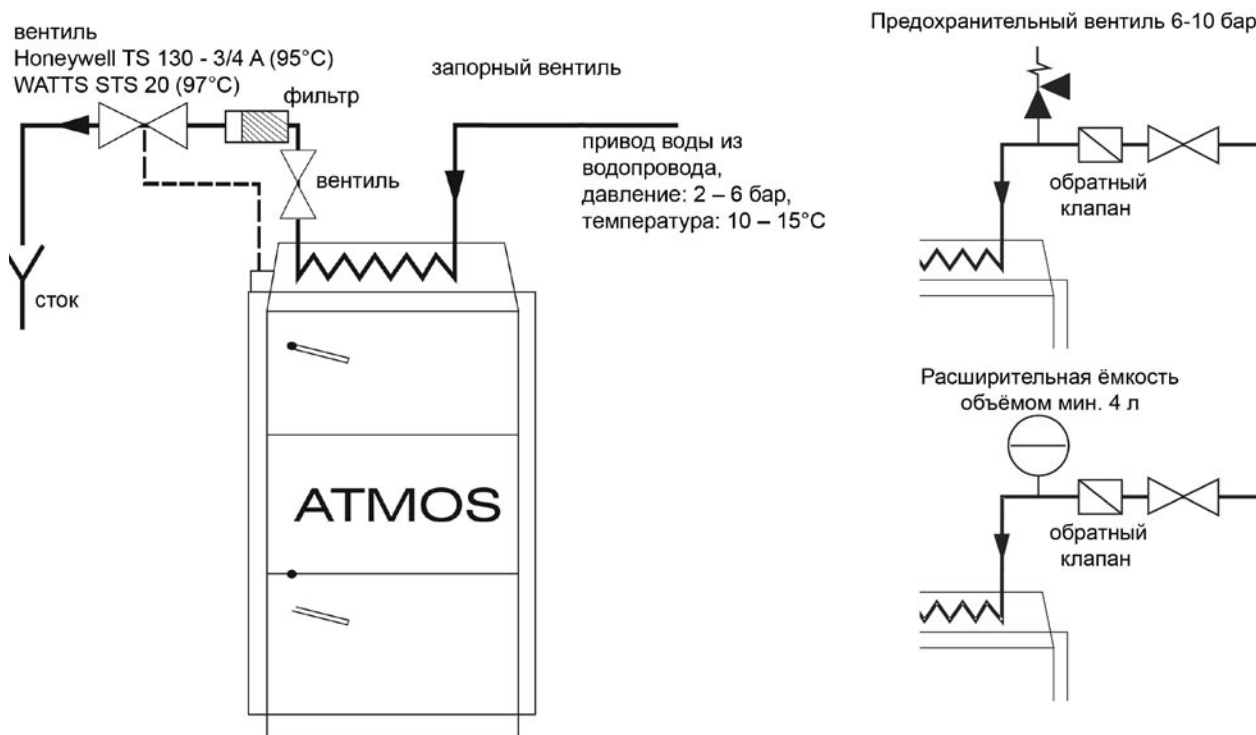 вентиль
Honeywell TS 130 - 3/4 A (95°C)
WATTS STS 20 (97°C)
фильтр
запорный вентиль
вентиль
привод воды из
водопровода,
давление: 2 – 6 бар,
температура: 10 – 15°C
сток
ATMOS
Предохранительный вентиль 6-10 бар
обратный
клапан
Расширительная ёмкость
объёмом мин. 4 л
обратный
клапан